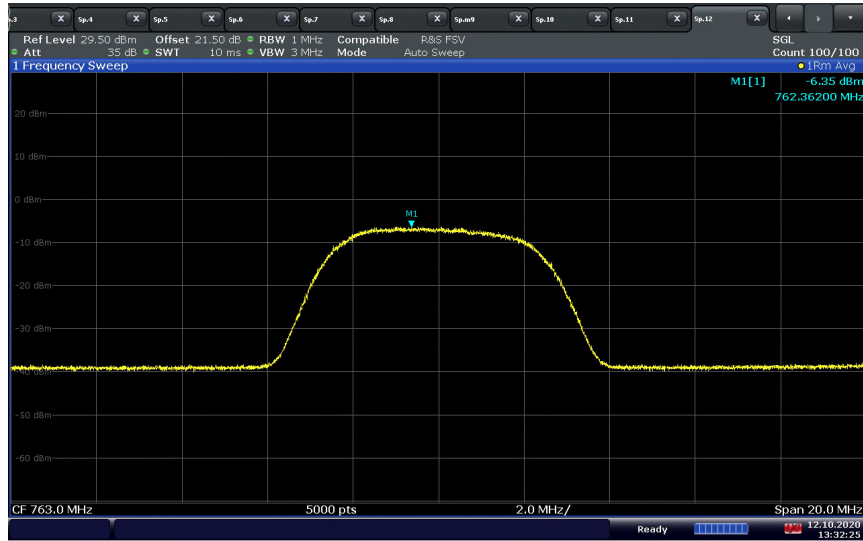 .3 X Sp.4 X Sp.5 X Sp.6 X Sp.7 X Sp.8 X Sp.m9 X Sp.10 X Sp.11 X Sp.12 X
Ref Level 29.50 dBm Offset 21.50 dB RBW 1 MHz Compatible R&S FSV SGL
Att 35 dB SWT 10 ms VBW 3 MHz Mode Auto Sweep Count 100/100
1 Frequency Sweep 1Rm Avg
M1[1] -6.35 dBm
762.36200 MHz
20 dBm
10 dBm
0 dBm
M1
-10 dBm
-20 dBm
-30 dBm
-40 dBm
-50 dBm
-60 dBm
CF 763.0 MHz 5000 pts 2.0 MHz/ Span 20.0 MHz
Ready 12.10.2020
13:32:25